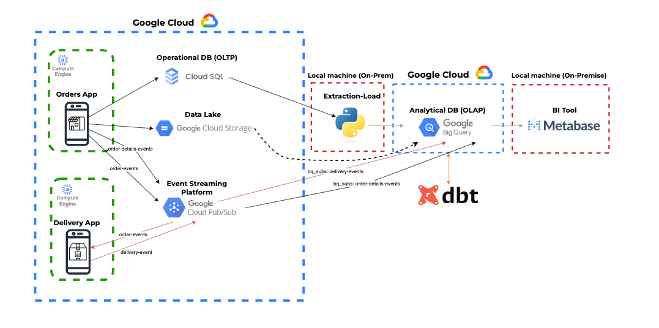 Google Cloud
Compute
Engine
Orders App
Operational DB (OLTP)
Cloud SQL
Data Lake
Google Cloud Storage
order-details-events
order-events
Event Streaming
Platform
Google
Cloud Pub/Sub
Compute
Engine
Delivery App
order-events
delivery-event
Local machine (On-Prem)
Extraction-Load
Google Cloud
Analytical DB (OLAP)
Google
Big Query
bq_subs: delivery-events
bq_subs: order-details-events
dbt
Local machine (On-Premise)
BI Tool
Metabase